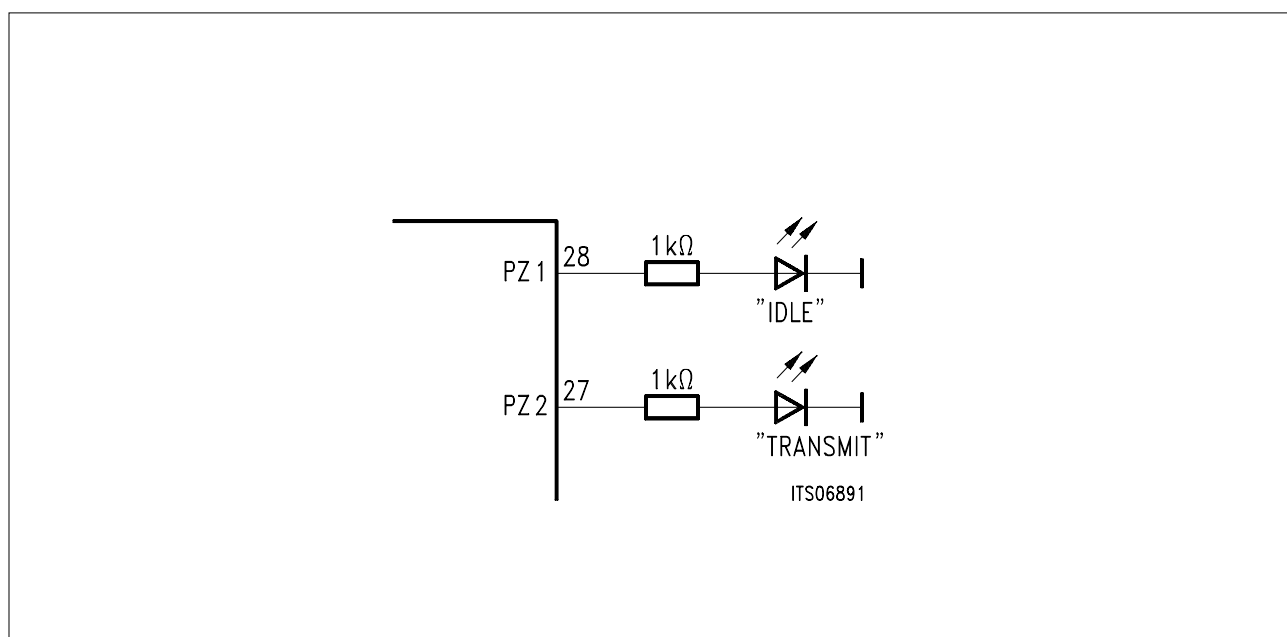 1kΩ
PZ 1 28
"IDLE"
1kΩ
PZ 2 27
”TRANSMIT”
ITS06891